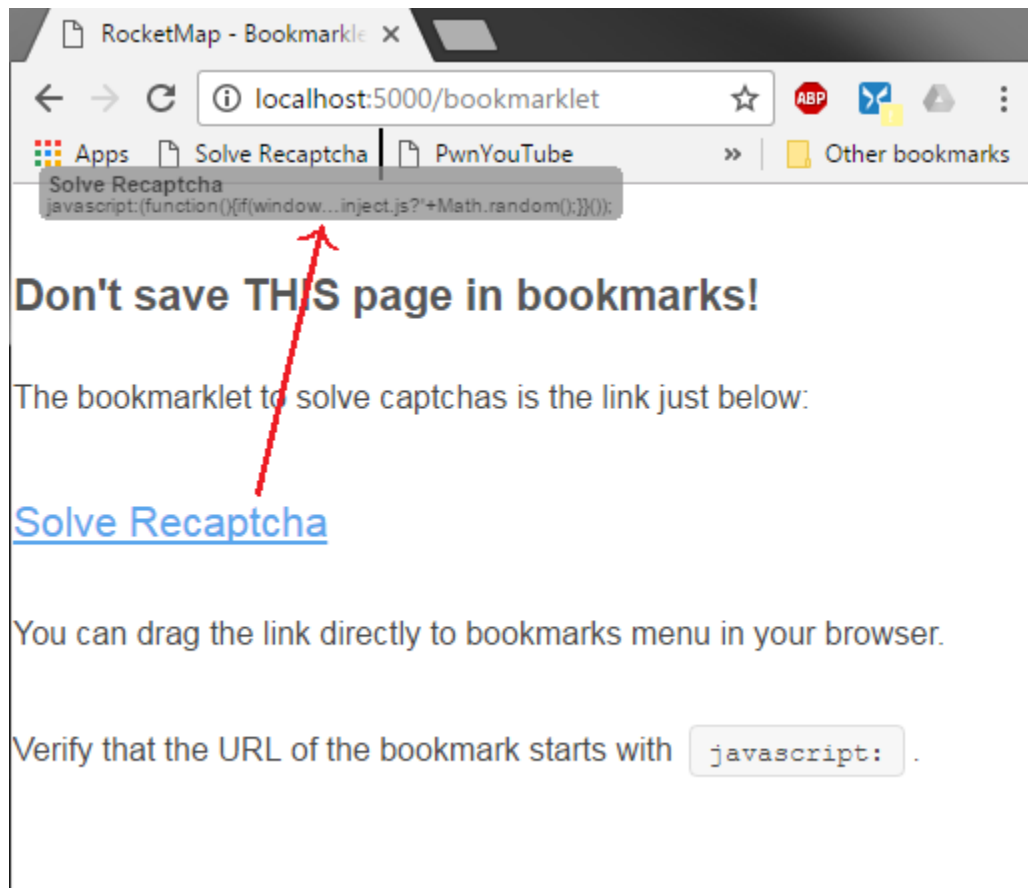 RocketMap - Bookmarkle
localhost:5000/bookmarklet
ABP
Apps Solve Recaptcha PwnYouTube » Other bookmarks
Solve Recaptcha
javascript:(function(){if(window...inject.js?'+Math.random();}}());
Don't save THIS page in bookmarks!
The bookmarklet to solve captchas is the link just below:
Solve Recaptcha
You can drag the link directly to bookmarks menu in your browser.
Verify that the URL of the bookmark starts with javascript: .